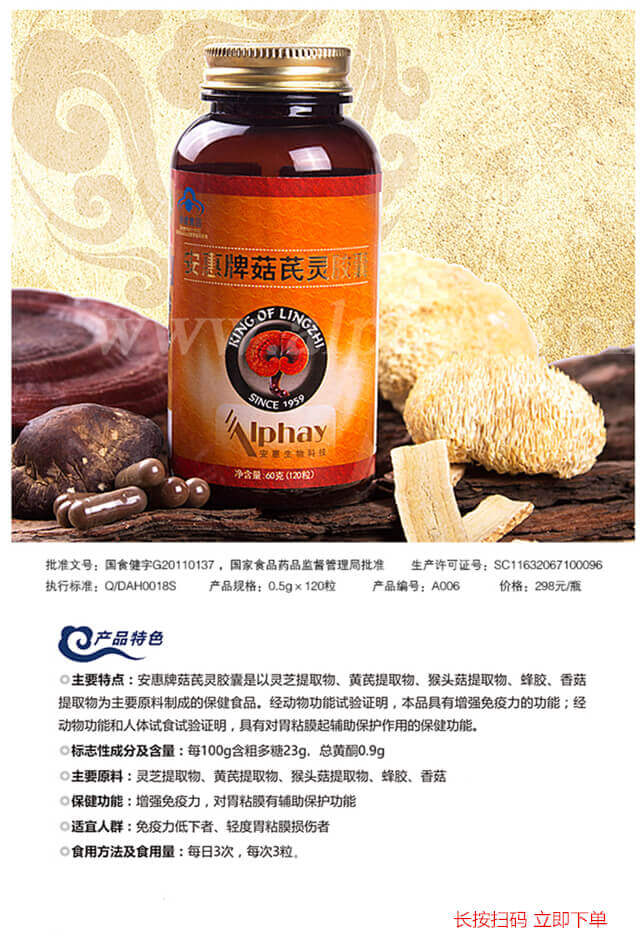 安惠牌菇芪灵胶囊
KING OF LINGZHI
SINCE 1959
Alphay
安惠生物科技
净含量:60克(120粒)
批准文号：国食健字G20110137，国家食品药品监督管理局批准 生产许可证号：SC11632067100096
执行标准：Q/DAH0018S 产品规格：0.5g×120粒 产品编号：A006 价格：298元/瓶
产品特色
主要特点：安惠牌菇芪灵胶囊是以灵芝提取物、黄芪提取物、猴头菇提取物、蜂胶、香菇
提取物为主要原料制成的保健食品。经动物功能试验证明，本品具有增强免疫力的功能；经
动物功能和人体试食试验证明，具有对胃粘膜起辅助保护作用的保健功能。
标志性成分及含量：每100g含粗多糖23g、总黄酮0.9g
主要原料：灵芝提取物、黄芪提取物、猴头菇提取物、蜂胶、香菇
保健功能：增强免疫力，对胃粘膜有辅助保护功能
适宜人群：免疫力低下者、轻度胃粘膜损伤者
食用方法及食用量：每日3次，每次3粒。
长按扫码 立即下单